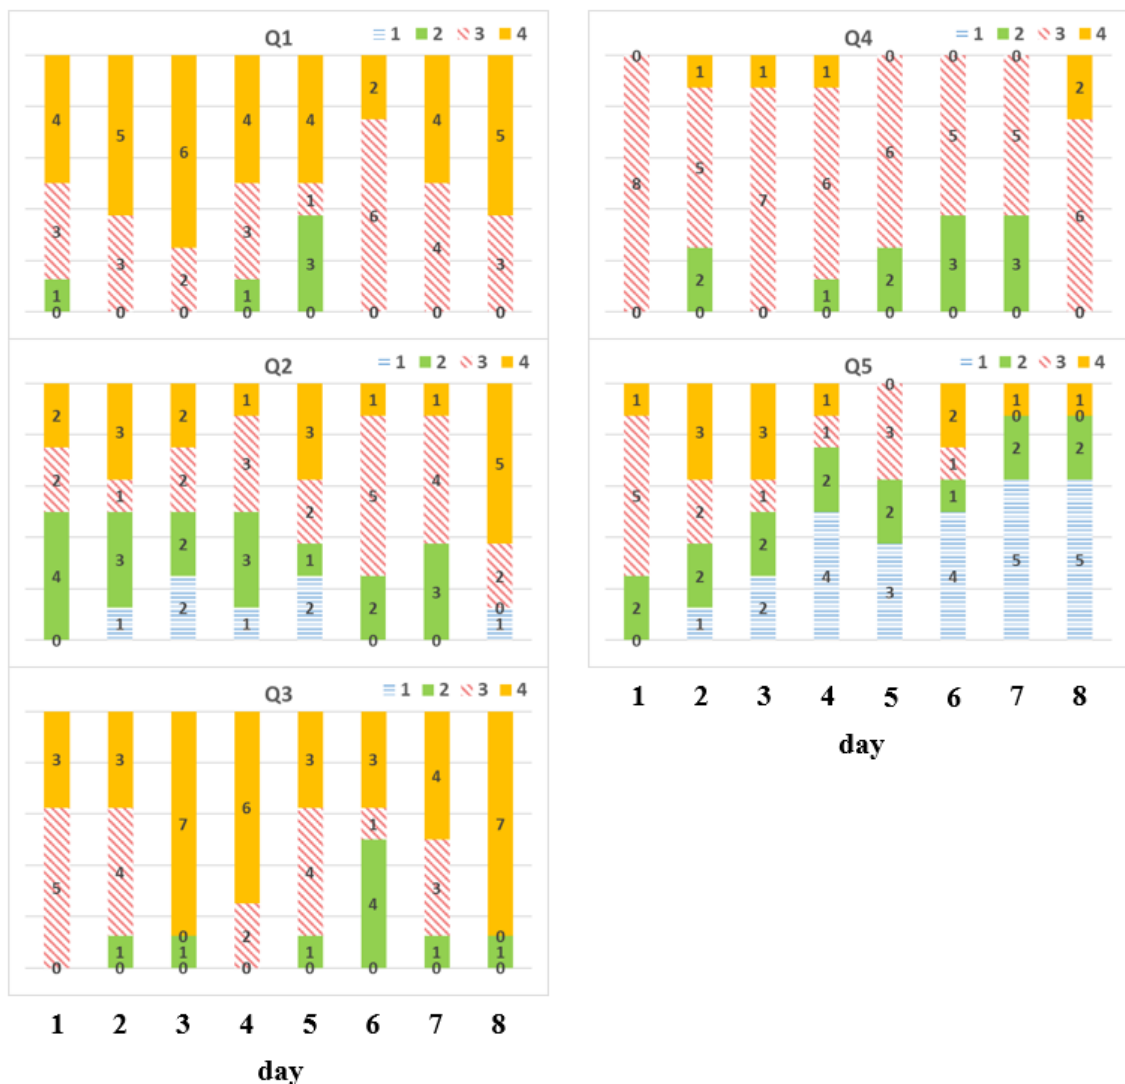 Q1
1 2 3 4
4 5 6 4 4 2 4 5
3 3 2 3 1 6 4 3
1 1 3
0 0 0 0 0 0 0 0
Q2
1 2 3 4
2 3 2 1 3 1 1 5
2 1 2 3 2 5 4 2
4 3 2 3 1 2 3 0
0 1 2 1 2 0 0 1
Q3
1 2 3 4
3 3 7 6 3 3 4 7
5 4 0 2 4 1 3 0
1 1 1 4 1 1
0 0 0 0 0 0 0 0
1 2 3 4 5 6 7 8
day
Q4
1 2 3 4
0 1 1 1 0 0 0 2
8 5 7 6 6 5 5 6
2 1 2 3 3
0 0 0
Q5
1 2 3 4
1 3 3 1 0 2 1 1
5 2 1 1 3 1 0 0
2 2 2 2 2 1 2 2
0 1 2 4 3 4 5 5
1 2 3 4 5 6 7 8
day